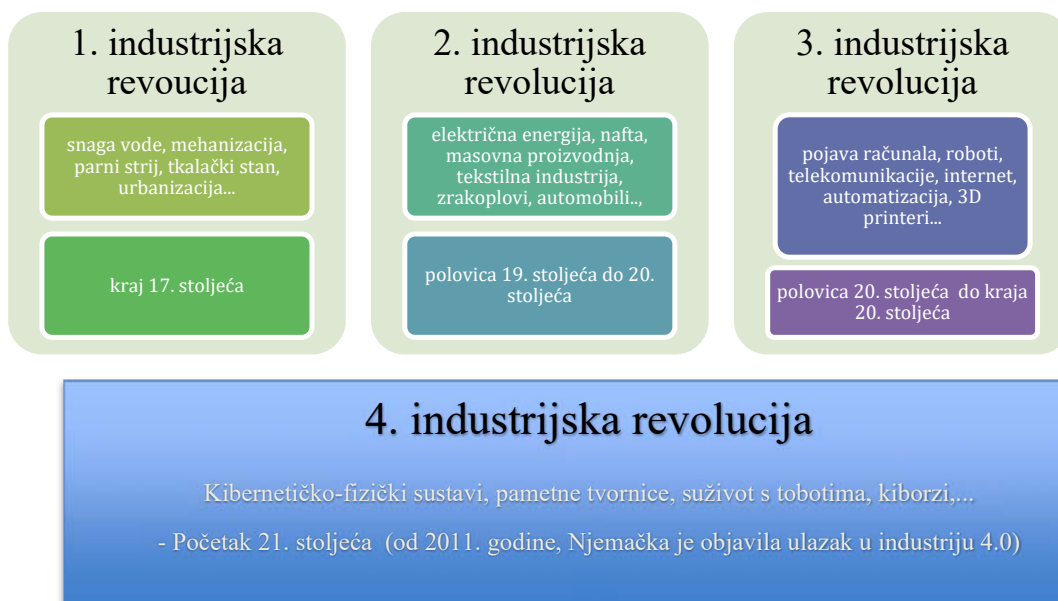 1. industrijska
revoucija
snaga vode, mehanizacija,
parni strij, tkalački stan,
urbanizacija...
kraj 17. stoljeća
2. industrijska
revolucija
električna energija, nafta,
masovna proizvodnja,
tekstilna industrija,
zrakoplovi, automobili..,
polovica 19. stoljeća do 20.
stoljeća
3. industrijska
revolucija
pojava računala, roboti,
telekomunikacije, internet,
automatizacija, 3D
printeri...
polovica 20. stoljeća do kraja
20. stoljeća
4. industrijska revolucija
Kibernetičko-fizički sustavi, pametne tvornice, suživot s tobotima, kiborzi,...
- Početak 21. stoljeća (od 2011. godine, Njemačka je objavila ulazak u industriju 4.0)